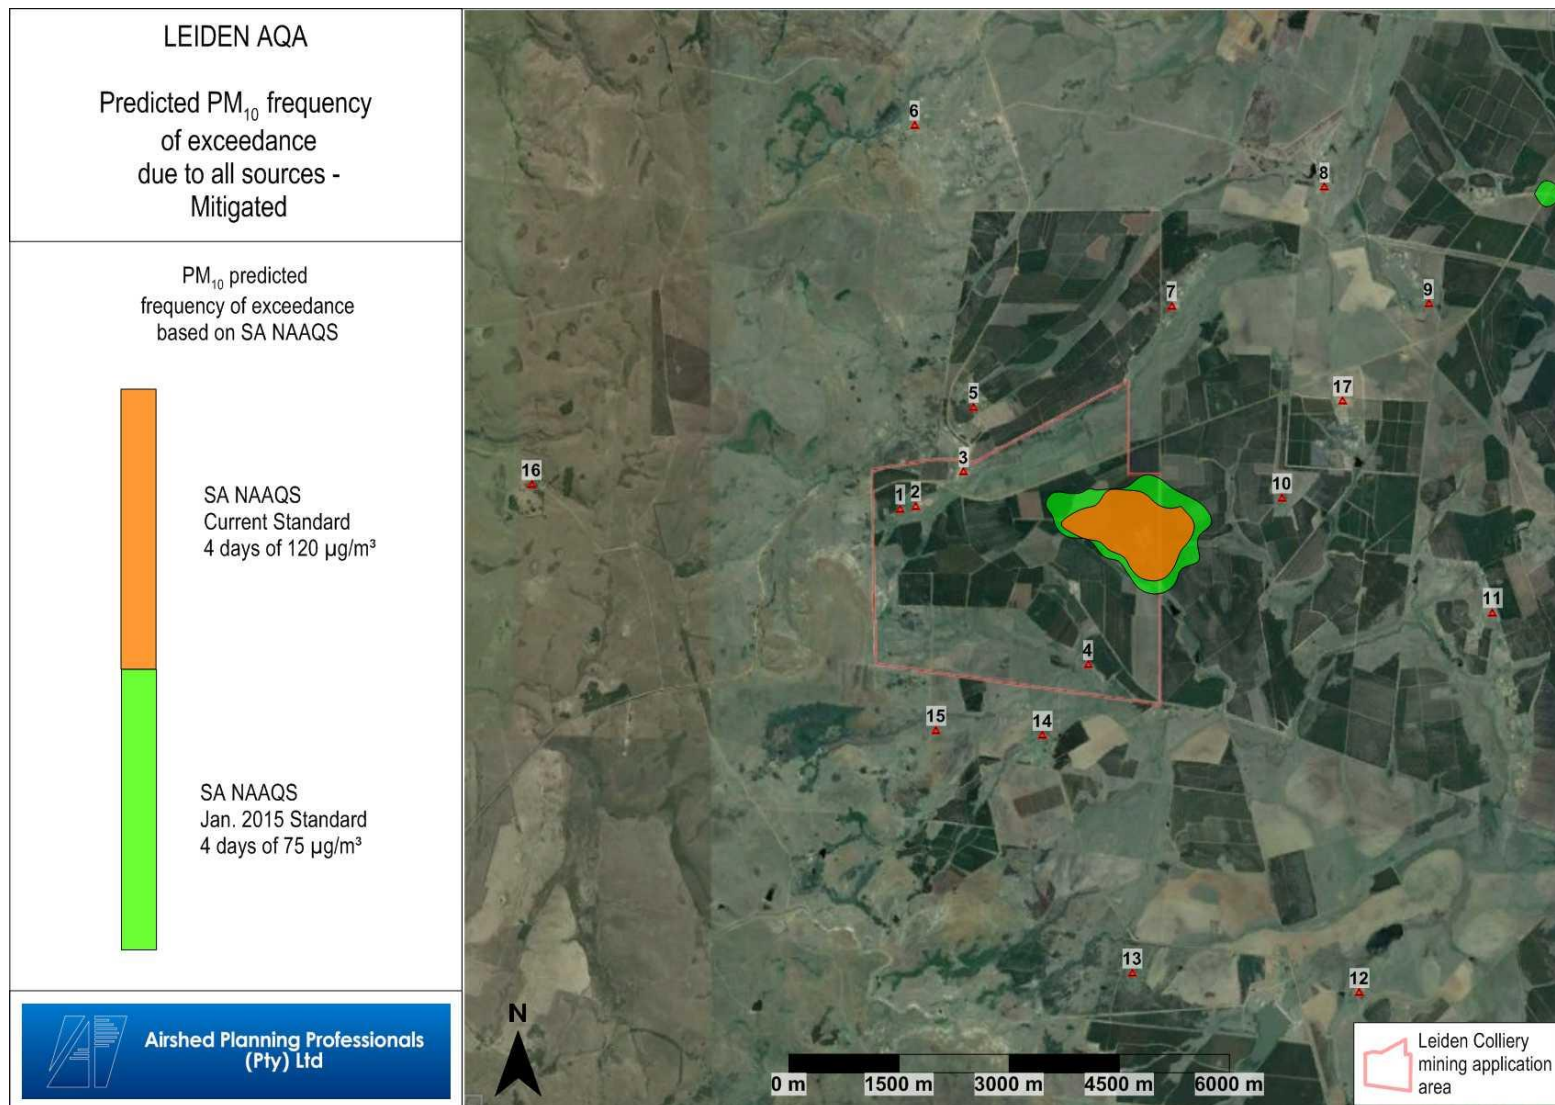 LEIDEN AQA
Predicted PM₁₀ frequency
of exceedance
due to all sources -
Mitigated
PM₁₀ predicted
frequency of exceedance
based on SA NAAQS
SA NAAQS
Current Standard
4 days of 120 µg/m³
SA NAAQS
Jan. 2015 Standard
4 days of 75 µg/m³
Airshed Planning Professionals
(Pty) Ltd
6
8
7
9
5
17
3
16
1 2
10
11
4
15
14
13
12
N
0 m 1500 m 3000 m 4500 m 6000 m
Leiden Colliery
mining application
area